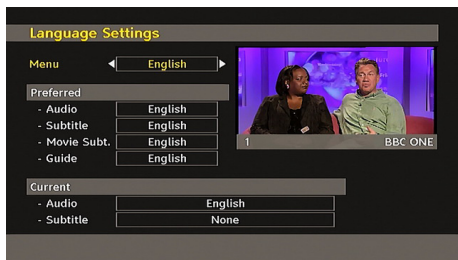 Language Settings
Menu English
Preferred
- Audio English
- Subtitle English
- Movie Subt. English
- Guide English
1 BBC ONE
Current
- Audio English
- Subtitle None